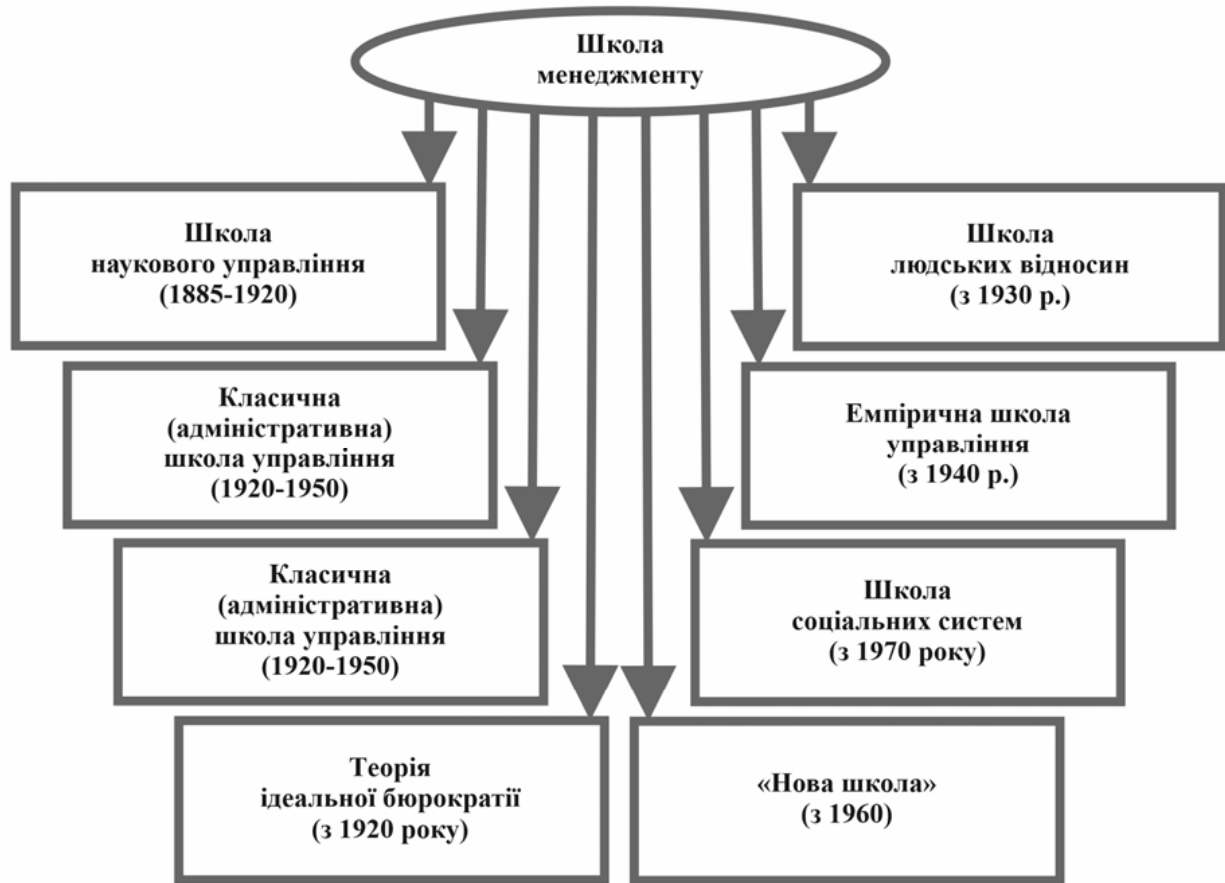 Школа
менеджменту
Школа
наукового управління
(1885-1920)
Школа
людських відносин
(з 1930 р.)
Класична
(адміністративна)
школа управління
(1920-1950)
Емпірична школа
управління
(з 1940 р.)
Класична
(адміністративна)
школа управління
(1920-1950)
Школа
соціальних систем
(з 1970 року)
Теорія
ідеальної бюрократії
(з 1920 року)
«Нова школа»
(з 1960)